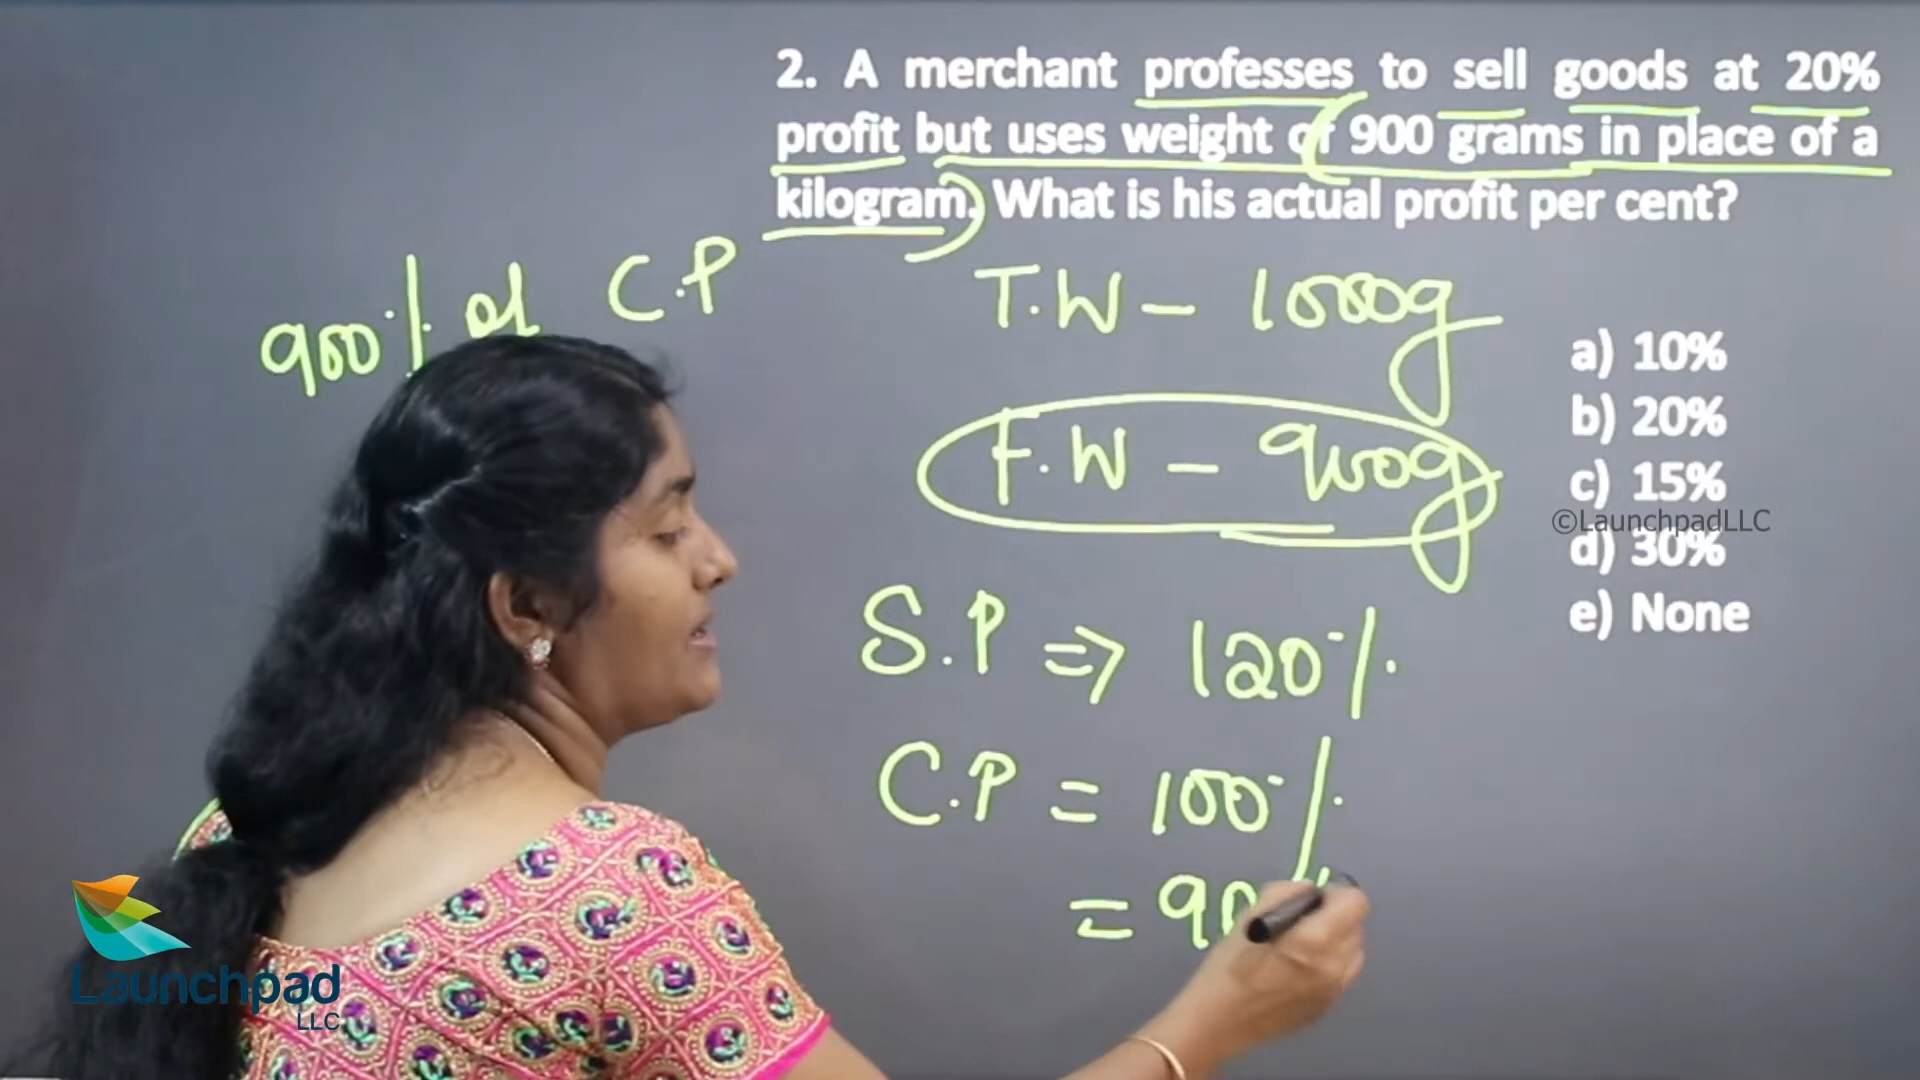 2. A merchant professes to sell goods at 20%
profit but uses weight of 900 grams in place of a
kilogram. What is his actual profit per cent?
900% of C.P
T.W - 1000g
F.W - 900g
a) 10%
b) 20%
c) 15%
©LaunchpadLLC
d) 30%
e) None
S.P => 120%
C.P = 100%
= 90
Launchpad
LLC